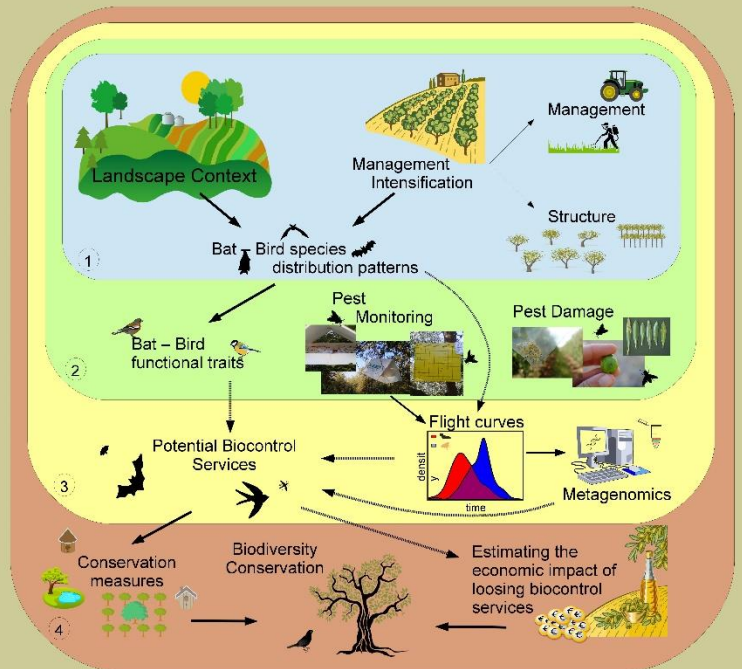 Landscape Context
Management
Intensification
Management
Structure
Bat – Bird species
distribution patterns
1
Pest
Monitoring
Pest Damage
Bat – Bird
functional traits
2
Flight curves
densit
y
time
Potential Biocontrol
Services
Metagenomics
3
Conservation
measures
Biodiversity
Conservation
Estimating the
economic impact of
loosing biocontrol
services
4